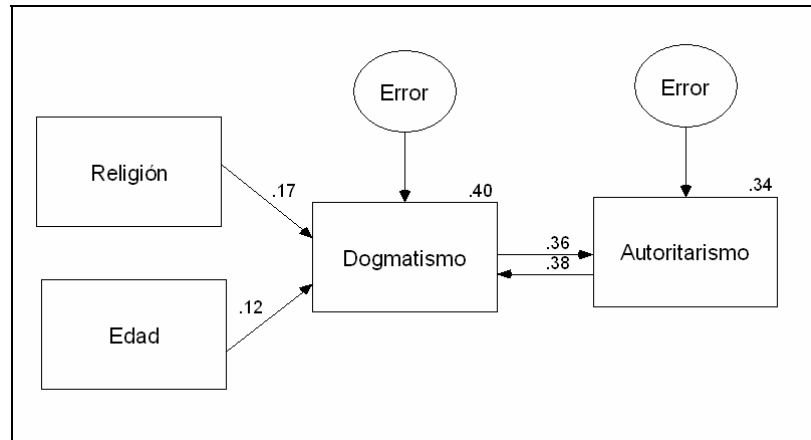 Error
Error
Religión
.17
.40
.34
Dogmatismo
.36
.38
Autoritarismo
.12
Edad